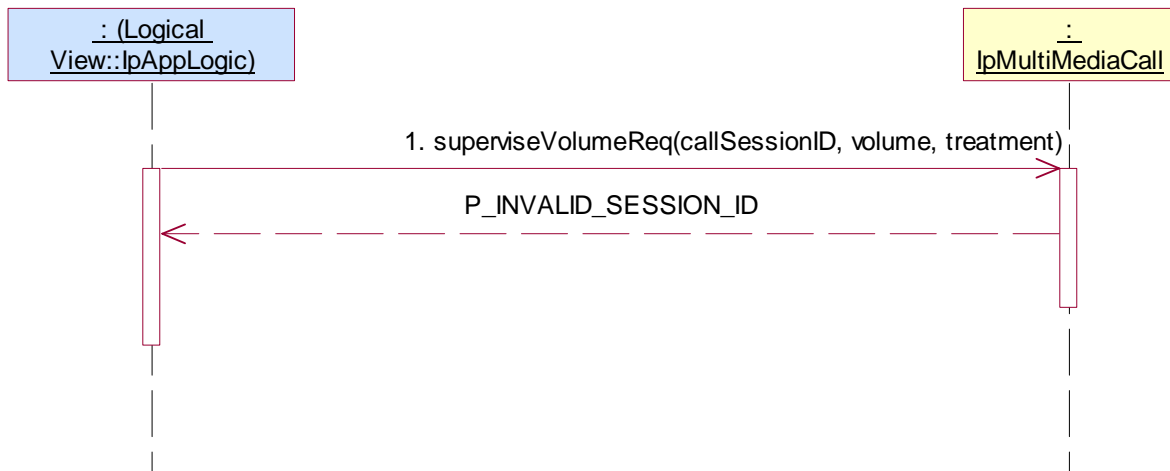 : (Logical
View::IpAppLogic)
:
IpMultiMediaCall
1. superviseVolumeReq(callSessionID, volume, treatment)
P_INVALID_SESSION_ID